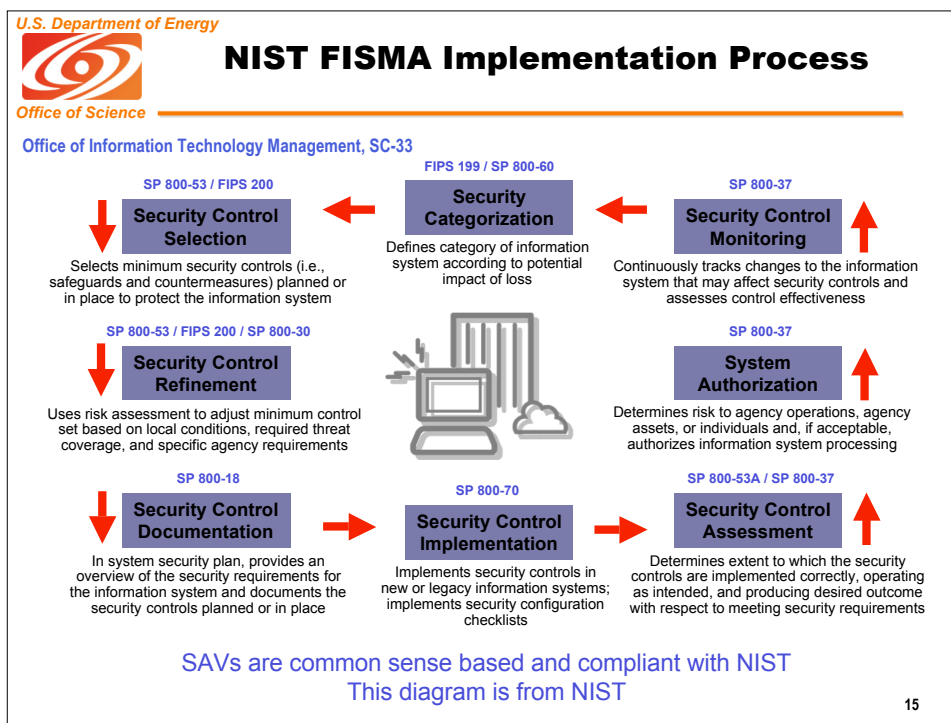 U.S. Department of Energy
NIST FISMA Implementation Process
Office of Science
Office of Information Technology Management, SC-33
FIPS 199 / SP 800-60
Security
Categorization
Defines category of information
system according to potential
impact of loss
SP 800-53 / FIPS 200
Security Control
Selection
Selects minimum security controls (i.e.,
safeguards and countermeasures) planned or
in place to protect the information system
SP 800-53 / FIPS 200 / SP 800-30
Security Control
Refinement
Uses risk assessment to adjust minimum control
set based on local conditions, required threat
coverage, and specific agency requirements
SP 800-18
Security Control
Documentation
In system security plan, provides an
overview of the security requirements for
the information system and documents the
security controls planned or in place
SP 800-70
Security Control
Implementation
Implements security controls in
new or legacy information systems;
implements security configuration
checklists
SP 800-53A / SP 800-37
Security Control
Assessment
Determines extent to which the security
controls are implemented correctly, operating
as intended, and producing desired outcome
with respect to meeting security requirements
SP 800-37
System
Authorization
Determines risk to agency operations, agency
assets, or individuals and, if acceptable,
authorizes information system processing
SP 800-37
Security Control
Monitoring
Continuously tracks changes to the information
system that may affect security controls and
assesses control effectiveness
SAVs are common sense based and compliant with NIST
This diagram is from NIST
15